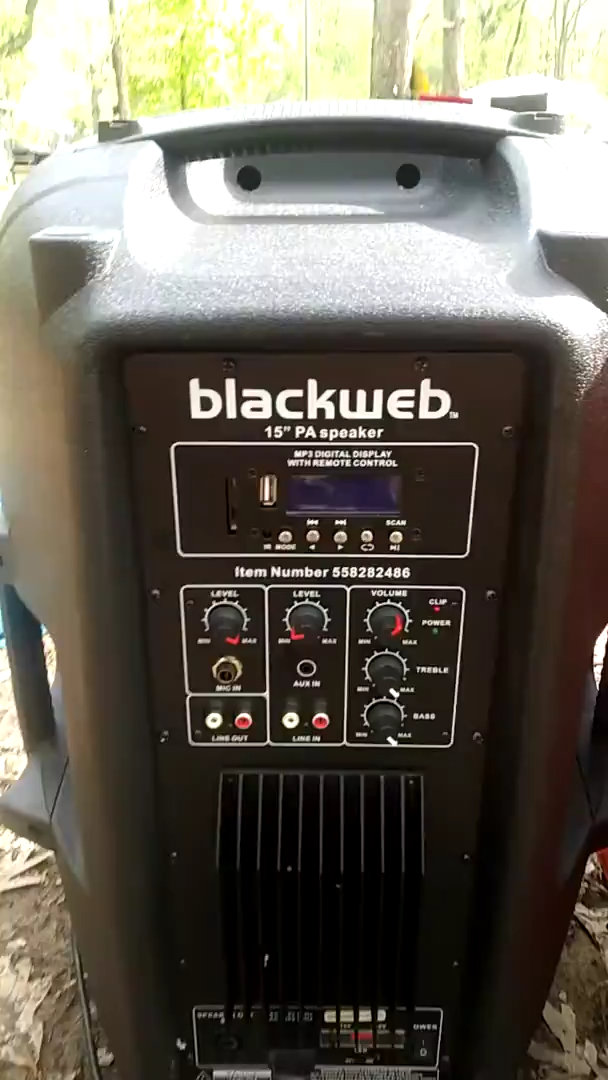 blackweb™
15" PA speaker
MP3 DIGITAL DISPLAY
WITH REMOTE CONTROL
SCAN
IR MODE
Item Number 558282486
LEVEL LEVEL VOLUME
CLIP
POWER
MIN MAX MIN MAX MIN MAX
AUX IN
TREBLE
MIC IN
MIN MAX
BASS
MIN MAX
LINE OUT LINE IN